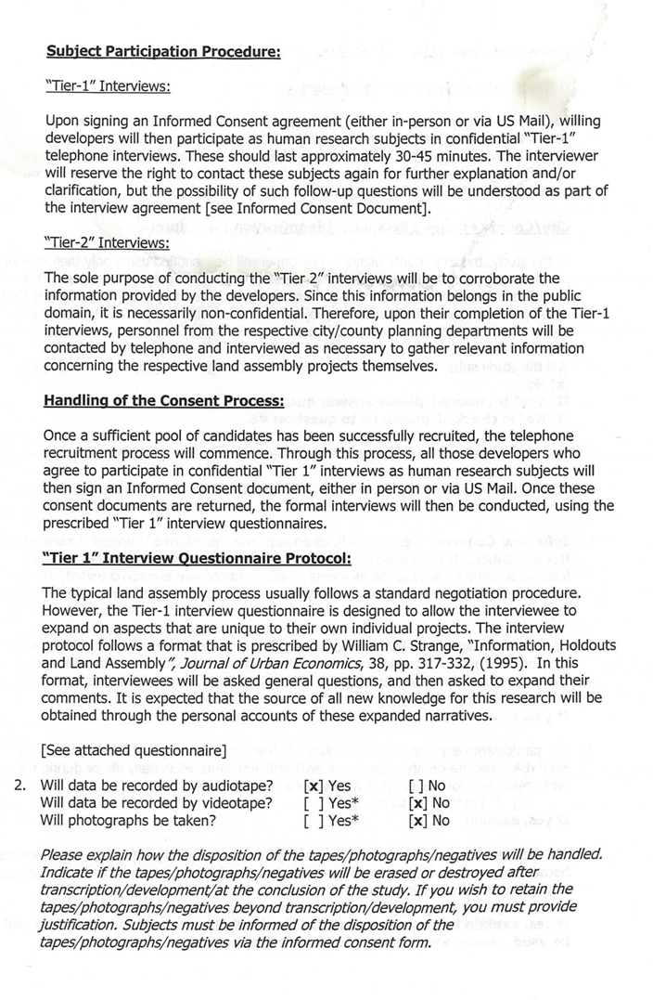 Subject Participation Procedure:
"Tier-1" Interviews:
Upon signing an Informed Consent agreement (either in-person or via US Mail), willing
developers will then participate as human research subjects in confidential "Tier-1"
telephone interviews. These should last approximately 30-45 minutes. The interviewer
will reserve the right to contact these subjects again for further explanation and/or
clarification, but the possibility of such follow-up questions will be understood as part of
the interview agreement [see Informed Consent Document].
"Tier-2" Interviews:
The sole purpose of conducting the "Tier 2" interviews will be to corroborate the
information provided by the developers. Since this information belongs in the public
domain, it is necessarily non-confidential. Therefore, upon their completion of the Tier-1
interviews, personnel from the respective city/county planning departments will be
contacted by telephone and interviewed as necessary to gather relevant information
concerning the respective land assembly projects themselves.
Handling of the Consent Process:
Once a sufficient pool of candidates has been successfully recruited, the telephone
recruitment process will commence. Through this process, all those developers who
agree to participate in confidential "Tier 1" interviews as human research subjects will
then sign an Informed Consent document, either in person or via US Mail. Once these
consent documents are returned, the formal interviews will then be conducted, using the
prescribed "Tier 1" interview questionnaires.
"Tier 1" Interview Questionnaire Protocol:
The typical land assembly process usually follows a standard negotiation procedure.
However, the Tier-1 interview questionnaire is designed to allow the interviewee to
expand on aspects that are unique to their own individual projects. The interview
protocol follows a format that is prescribed by William C. Strange, "Information, Holdouts
and Land Assembly", Journal of Urban Economics, 38, pp. 317-332, (1995). In this
format, interviewees will be asked general questions, and then asked to expand their
comments. It is expected that the source of all new knowledge for this research will be
obtained through the personal accounts of these expanded narratives.
[See attached questionnaire]
2. Will data be recorded by audiotape? [x] Yes [ ] No
Will data be recorded by videotape? [ ] Yes* [x] No
Will photographs be taken? [ ] Yes* [x] No
Please explain how the disposition of the tapes/photographs/negatives will be handled.
Indicate if the tapes/photographs/negatives will be erased or destroyed after
transcription/development/at the conclusion of the study. If you wish to retain the
tapes/photographs/negatives beyond transcription/development, you must provide
justification. Subjects must be informed of the disposition of the
tapes/photographs/negatives via the informed consent form.